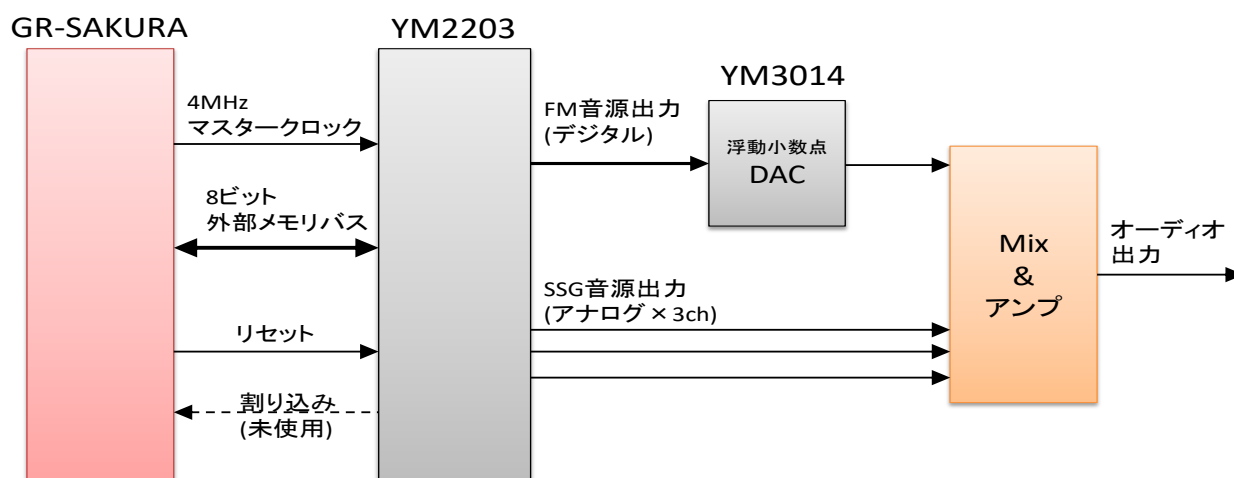 GR-SAKURA
YM2203
YM3014
4MHz
マスタークロック
FM音源出力
(デジタル)
浮動小数点
DAC
8ビット
外部メモリバス
Mix
&
アンプ
オーディオ
出力
SSG音源出力
(アナログ×3ch)
リセット
割り込み
(未使用)